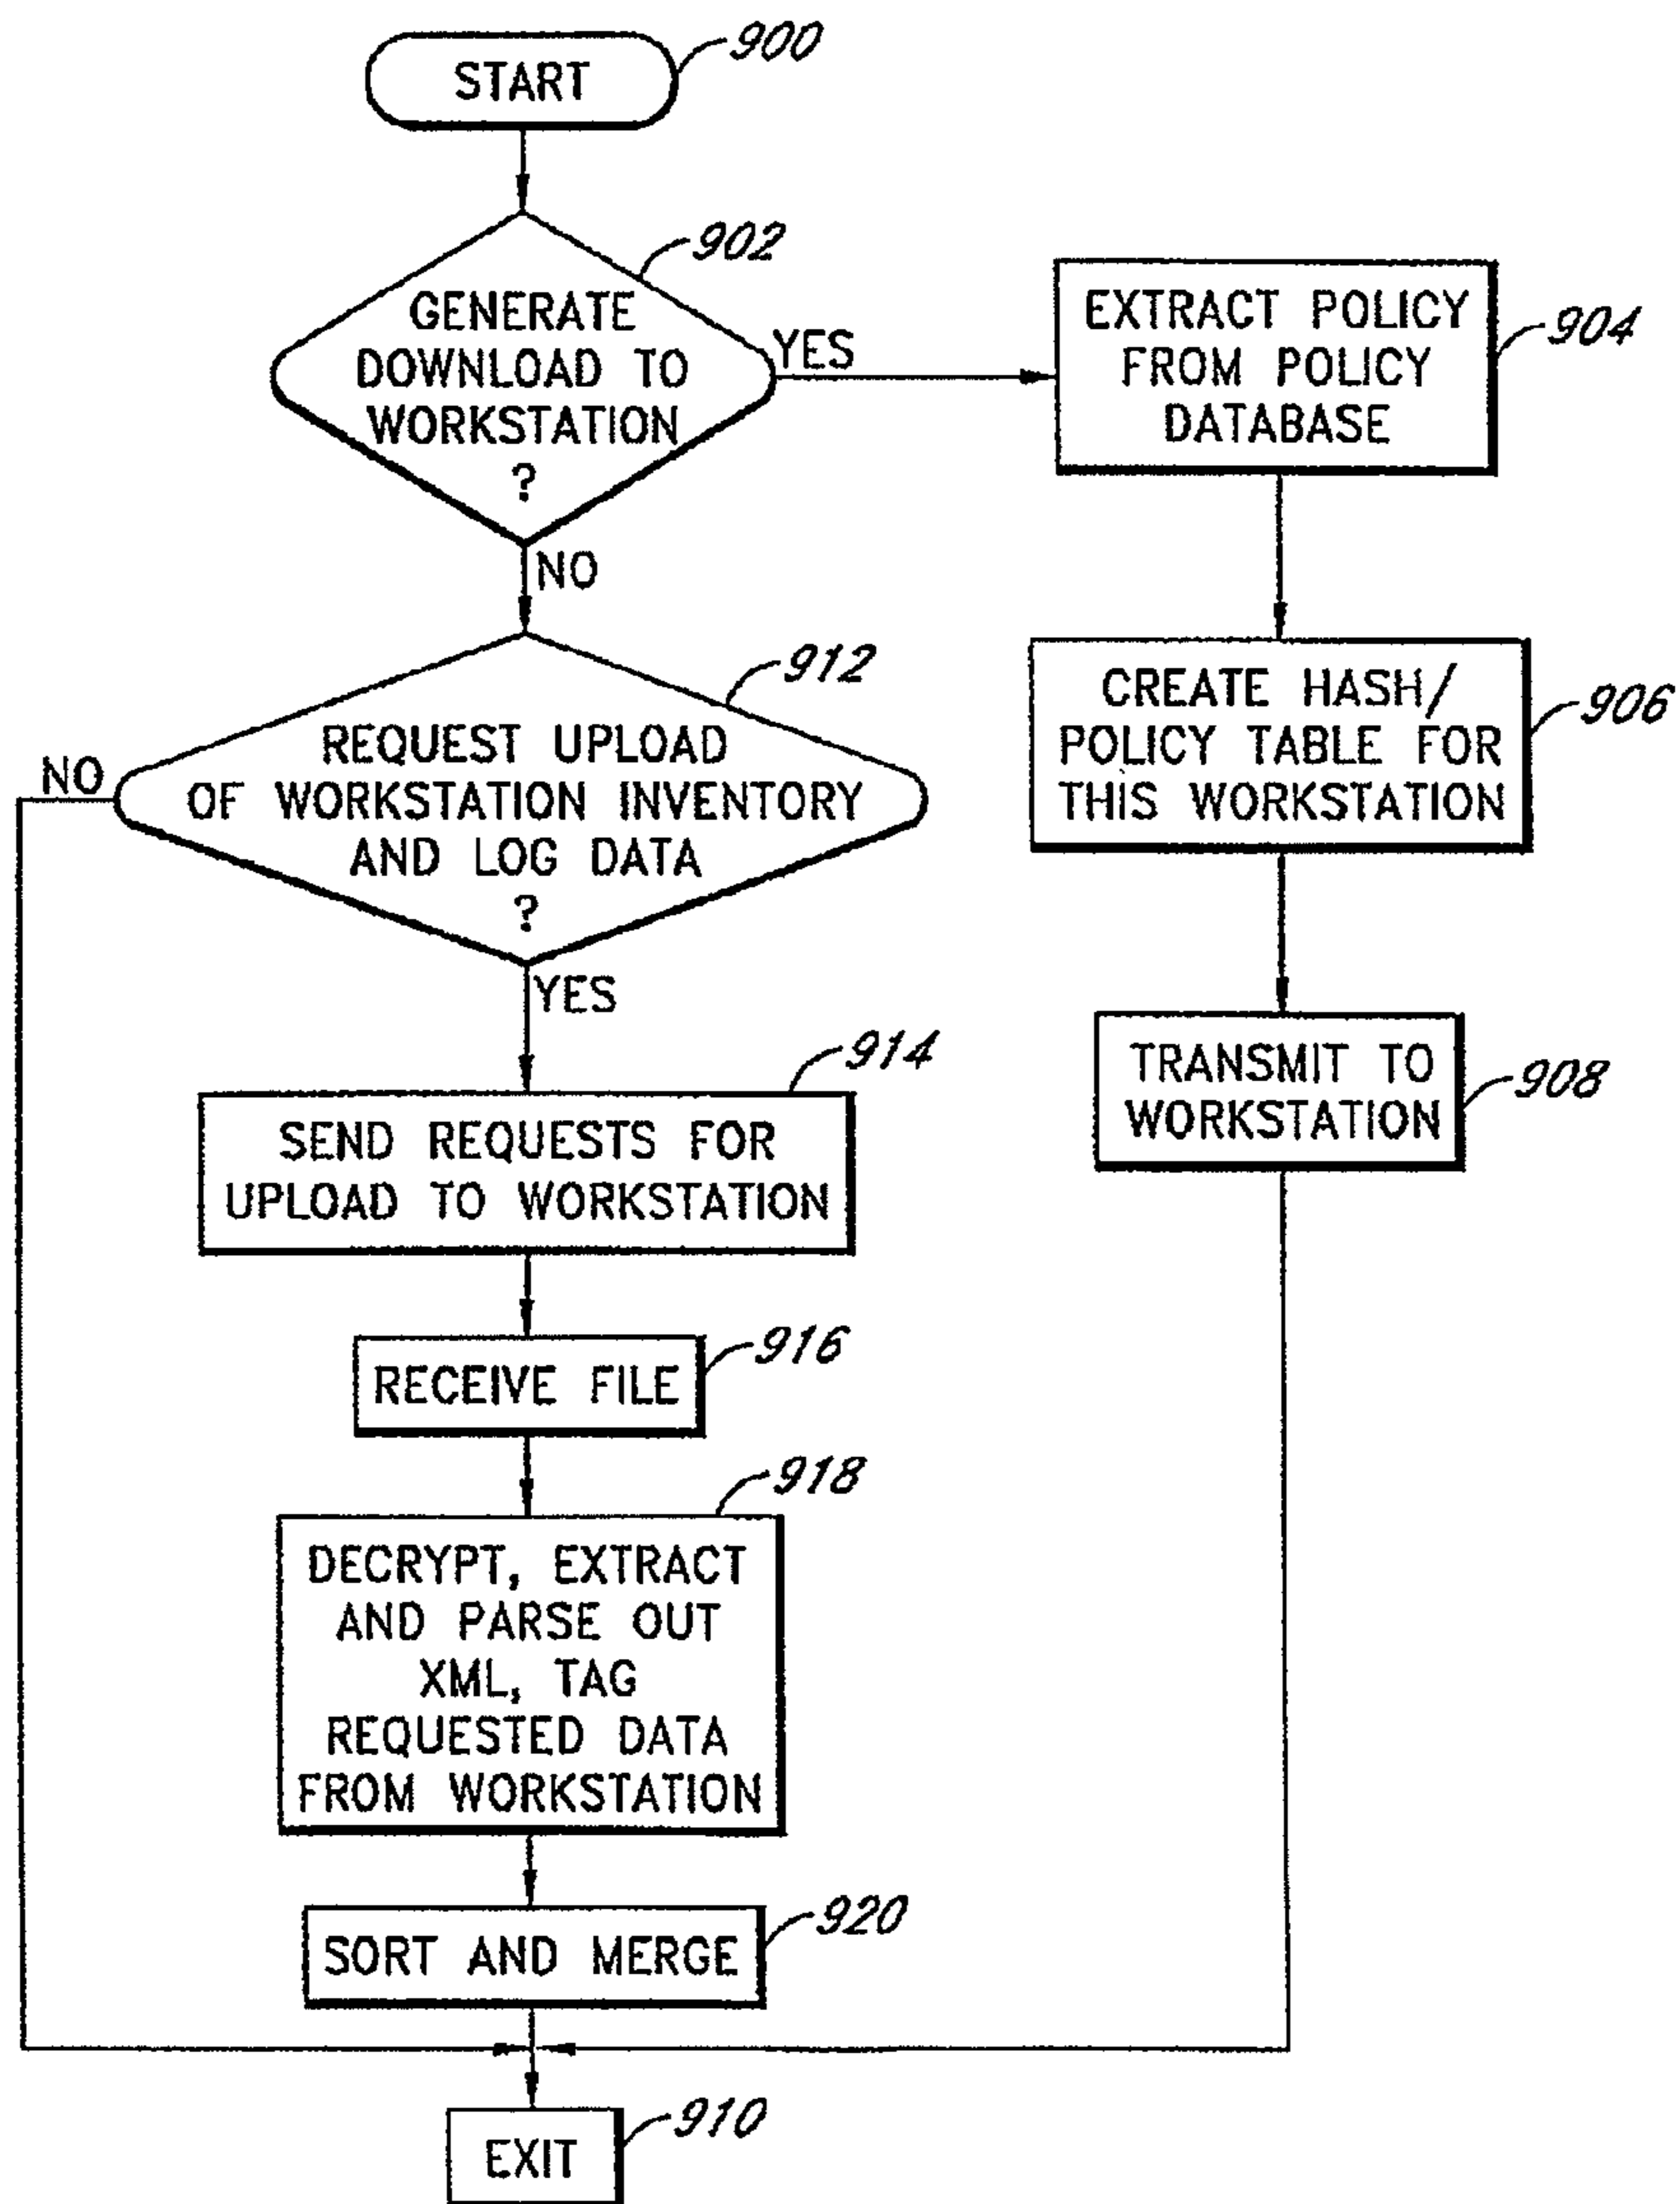 START
900
902
GENERATE
DOWNLOAD TO
WORKSTATION
?
YES
EXTRACT POLICY
FROM POLICY
DATABASE
904
NO
912
REQUEST UPLOAD
OF WORKSTATION INVENTORY
AND LOG DATA
?
NO
CREATE HASH/
POLICY TABLE FOR
THIS WORKSTATION
906
YES
914
SEND REQUESTS FOR
UPLOAD TO WORKSTATION
TRANSMIT TO
WORKSTATION
908
RECEIVE FILE
916
918
DECRYPT, EXTRACT
AND PARSE OUT
XML, TAG
REQUESTED DATA
FROM WORKSTATION
SORT AND MERGE
920
EXIT
910